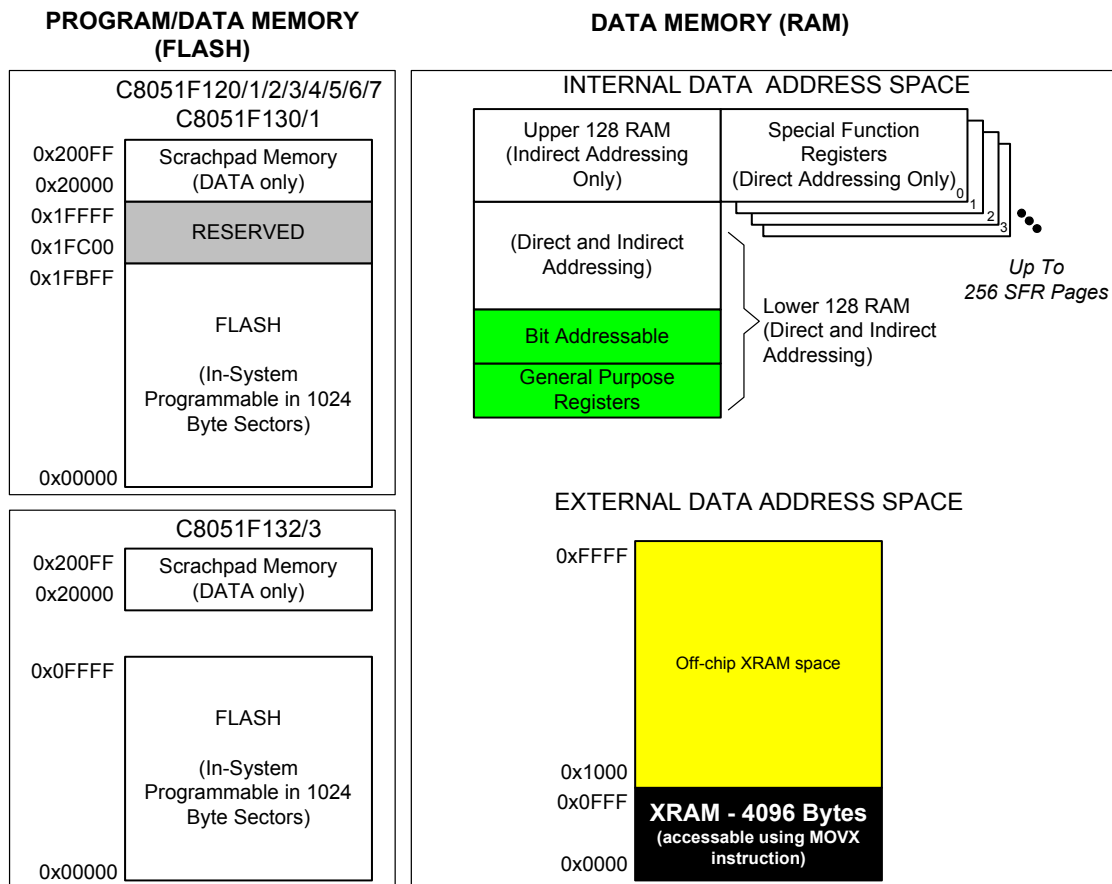 PROGRAM/DATA MEMORY
(FLASH)
C8051F120/1/2/3/4/5/6/7
C8051F130/1
0x200FF
0x20000
Scrachpad Memory
(DATA only)
0x1FFFF
0x1FC00
RESERVED
0x1FBFF
FLASH
(In-System
Programmable in 1024
Byte Sectors)
0x00000
C8051F132/3
0x200FF
0x20000
Scrachpad Memory
(DATA only)
0x0FFFF
FLASH
(In-System
Programmable in 1024
Byte Sectors)
0x00000
DATA MEMORY (RAM)
INTERNAL DATA ADDRESS SPACE
Upper 128 RAM
(Indirect Addressing
Only)
Special Function
Registers
(Direct Addressing Only)
0
1
2
3
Up To
256 SFR Pages
(Direct and Indirect
Addressing)
Bit Addressable
General Purpose
Registers
Lower 128 RAM
(Direct and Indirect
Addressing)
EXTERNAL DATA ADDRESS SPACE
0xFFFF
Off-chip XRAM space
0x1000
0x0FFF
XRAM - 4096 Bytes
(accessable using MOVX
instruction)
0x0000